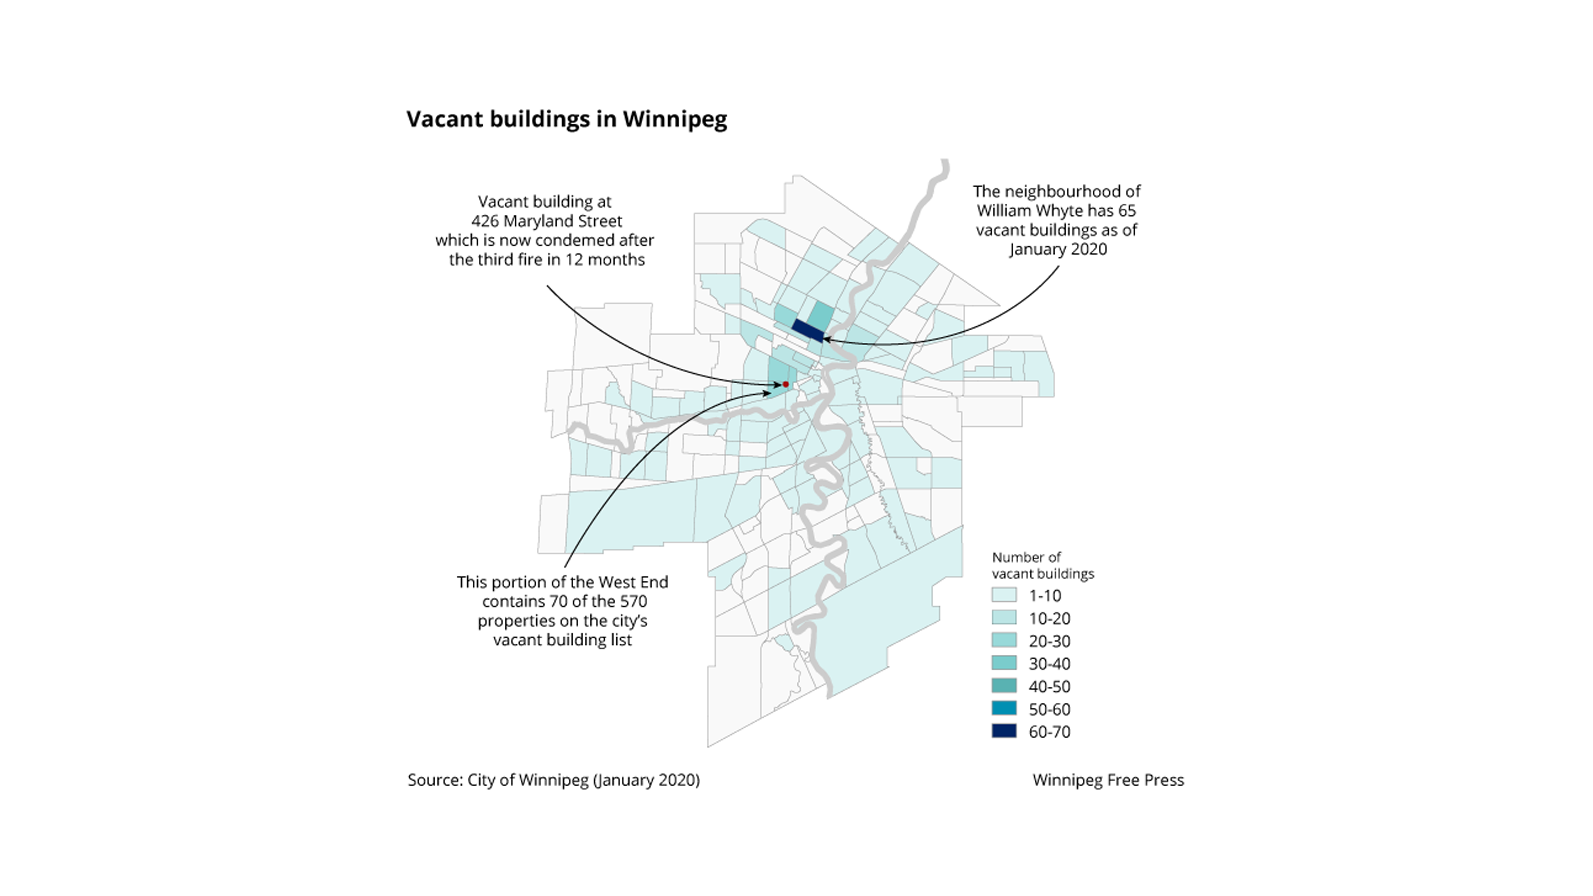 Vacant buildings in Winnipeg
Vacant building at
426 Maryland Street
which is now condemed after
the third fire in 12 months
The neighbourhood of
William Whyte has 65
vacant buildings as of
January 2020
This portion of the West End
contains 70 of the 570
properties on the city’s
vacant building list
Number of
vacant buildings
1-10
10-20
20-30
30-40
40-50
50-60
60-70
Source: City of Winnipeg (January 2020)
Winnipeg Free Press